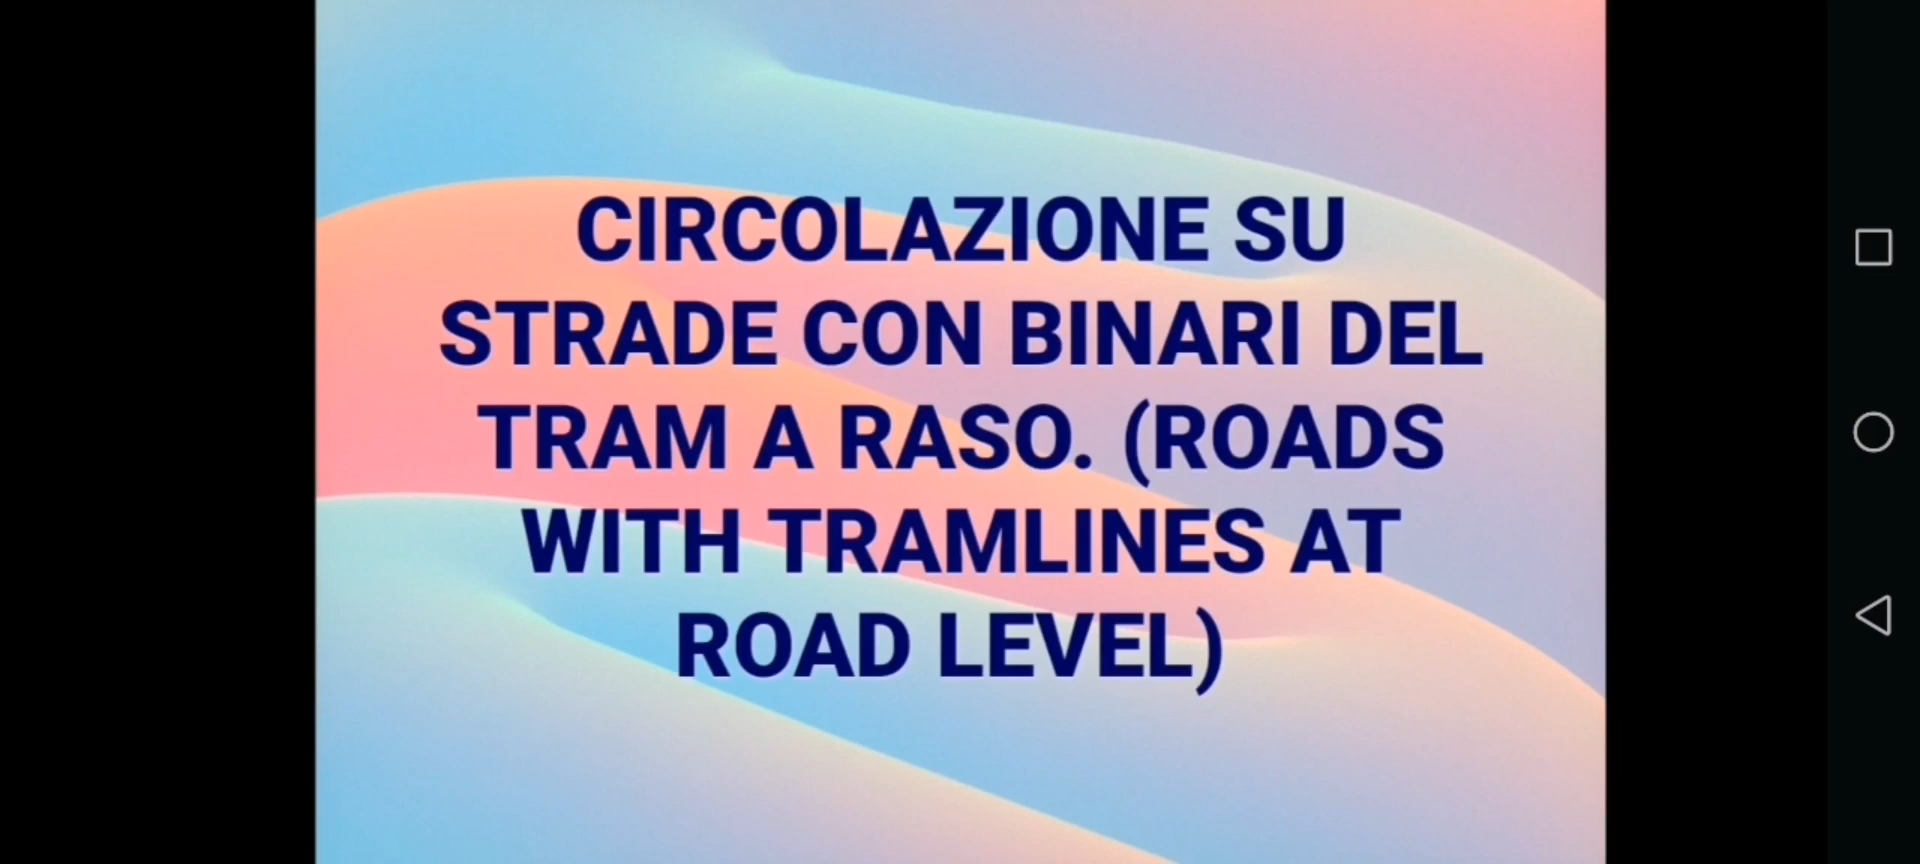 CIRCOLAZIONE SU
STRADE CON BINARI DEL
TRAM A RASO. (ROADS
WITH TRAMLINES AT
ROAD LEVEL)